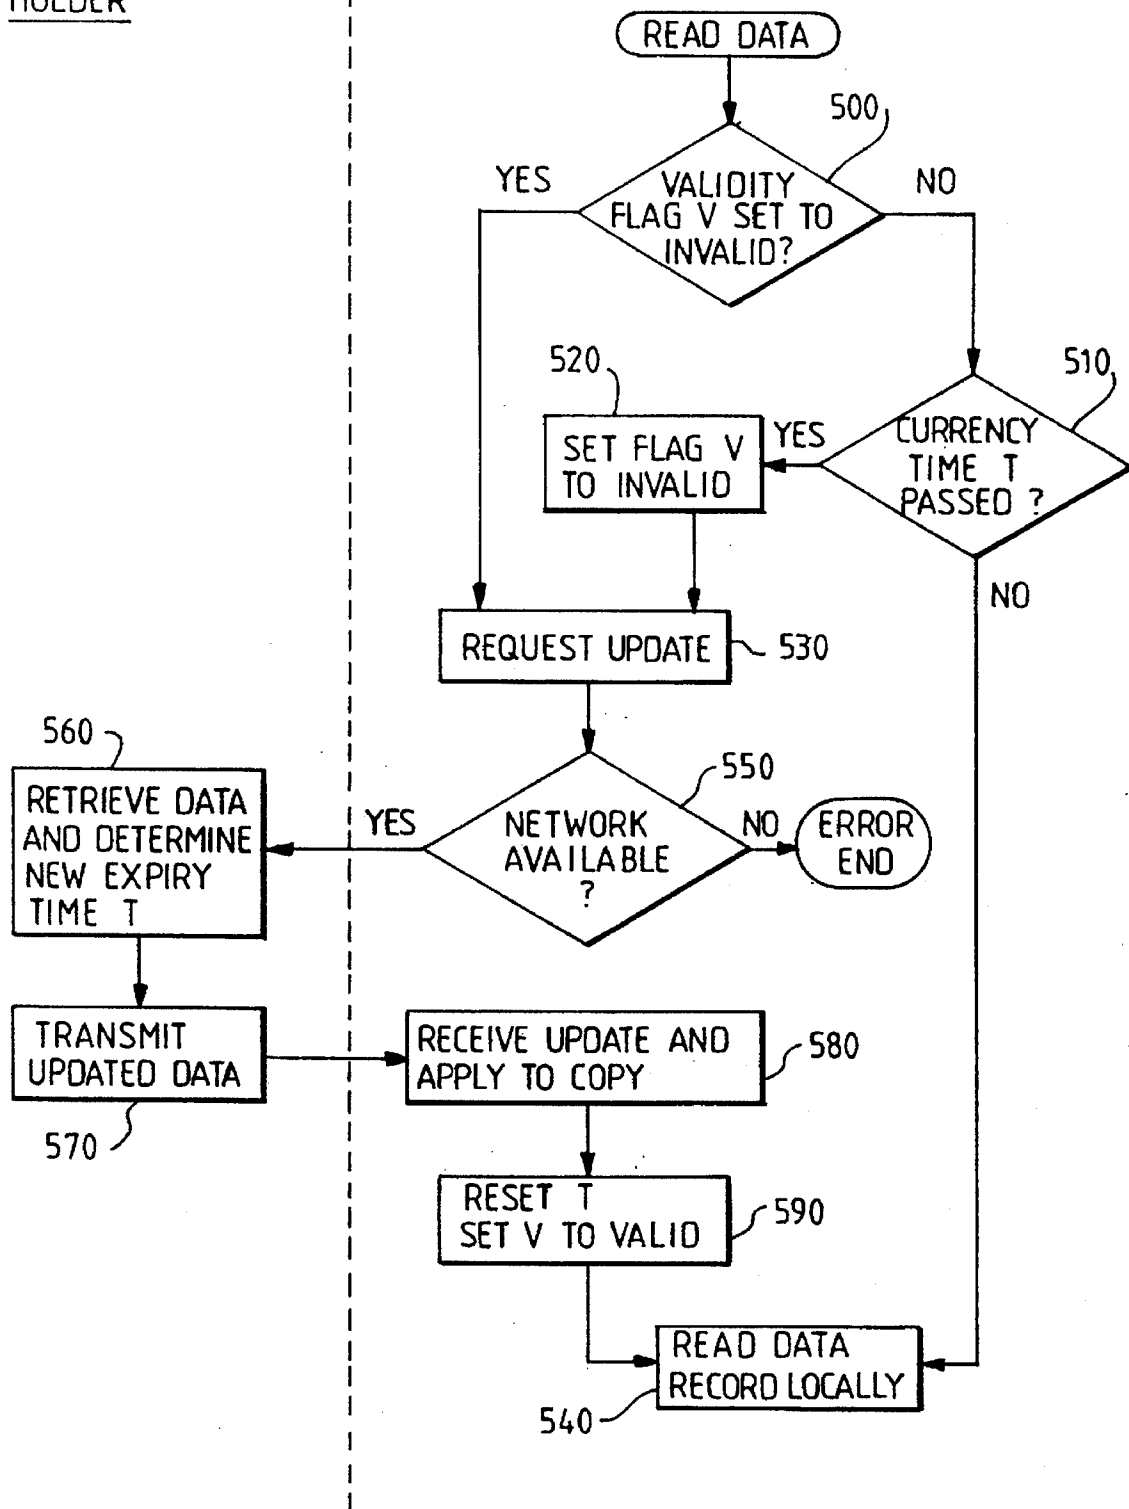 HOLDER
READ DATA
500
YES
VALIDITY
FLAG V SET TO
INVALID?
NO
520
510
SET FLAG V
TO INVALID
YES
CURRENCY
TIME T
PASSED ?
NO
REQUEST UPDATE
530
560
550
RETRIEVE DATA
AND DETERMINE
NEW EXPIRY
TIME T
YES
NETWORK
AVAILABLE
?
NO
ERROR
END
TRANSMIT
UPDATED DATA
570
RECEIVE UPDATE AND
APPLY TO COPY
580
RESET T
SET V TO VALID
590
READ DATA
RECORD LOCALLY
540